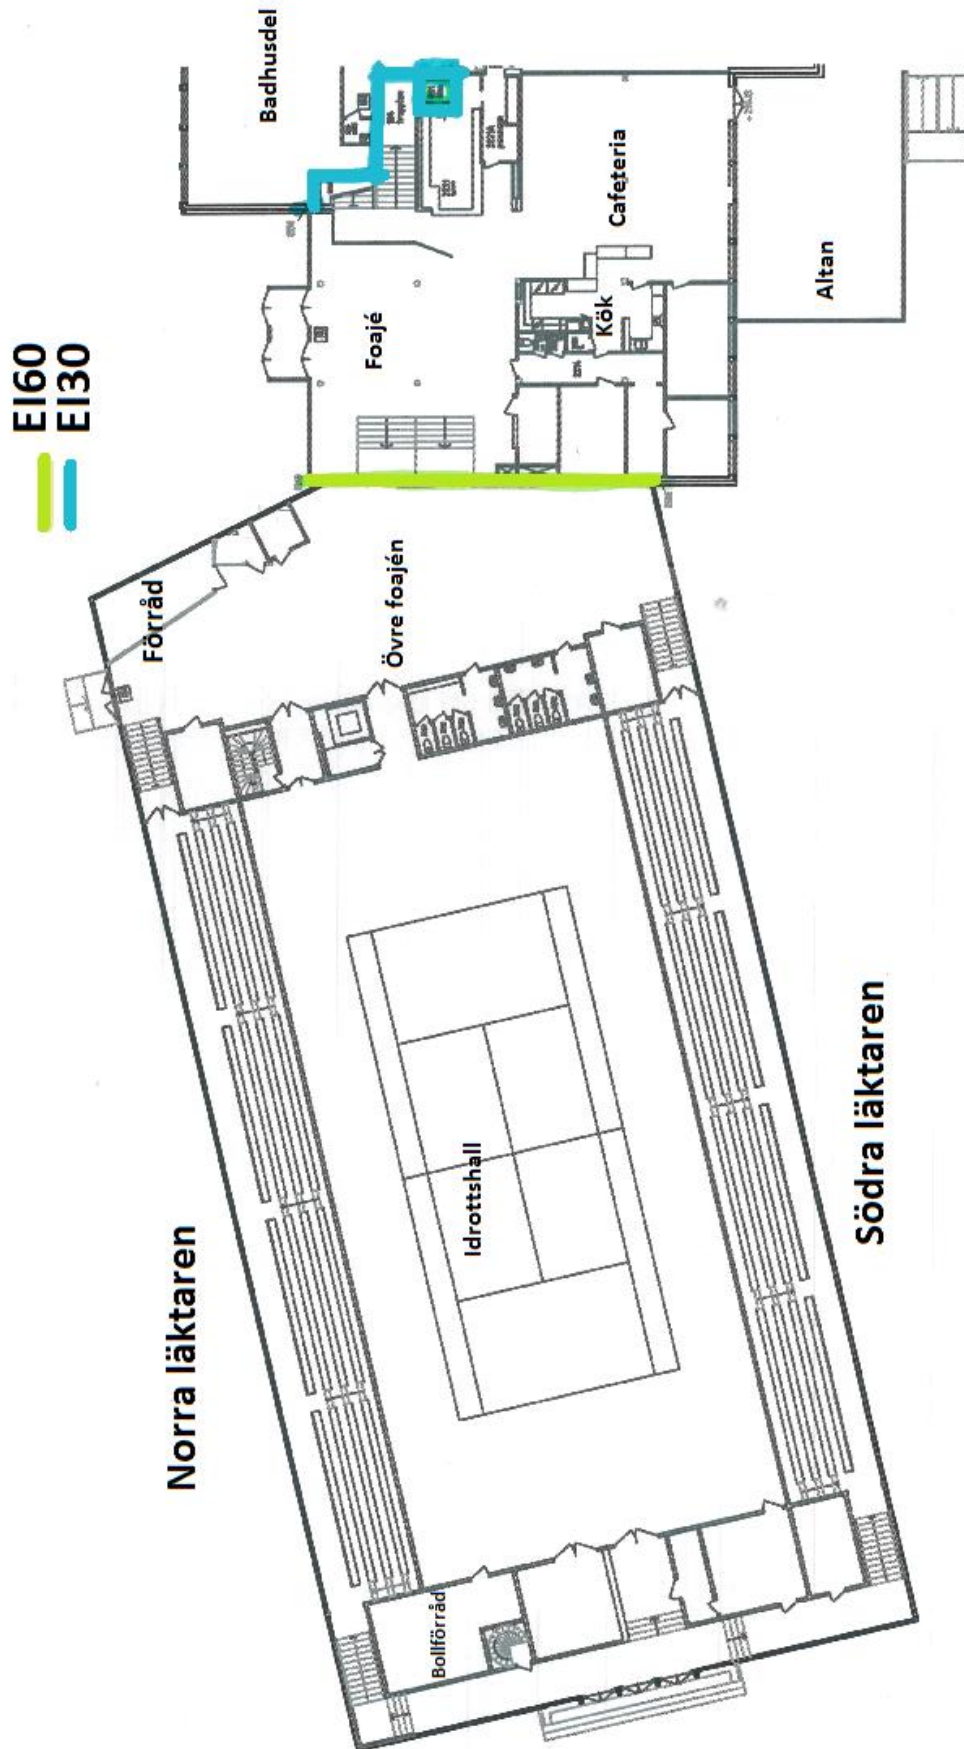 EI60
EI30
Badhusdel
Foajé
Cafeteria
Kök
Altan
Förråd
Övre foajén
Norra läktaren
Idrottshall
Södra läktaren
Bollförråd